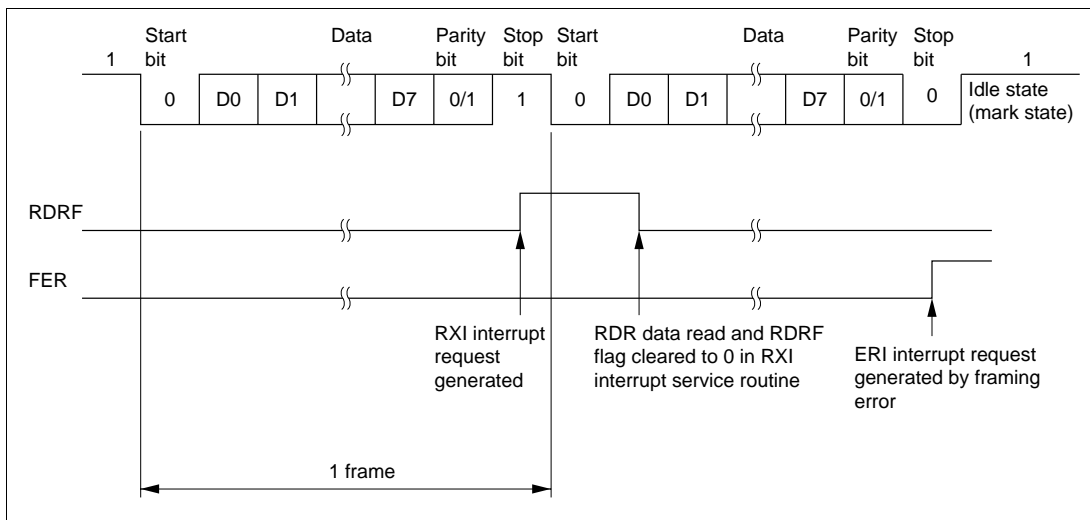 Start Data Parity Stop Start Data Parity Stop
1 bit bit bit bit bit bit 1
0 D0 D1 D7 0/1 1 0 D0 D1 D7 0/1 0 Idle state
(mark state)
RDRF
FER
RXI interrupt
request
generated
RDR data read and RDRF
flag cleared to 0 in RXI
interrupt service routine
ERI interrupt request
generated by framing
error
1 frame